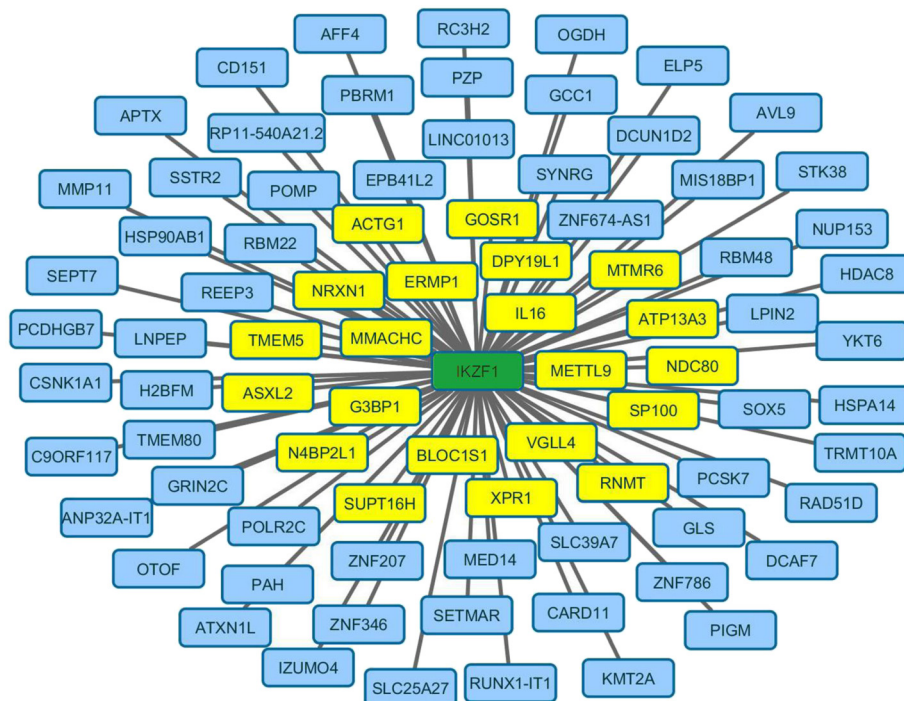 AFF4
RC3H2
OGDH
CD151
PBRM1
PZP
GCC1
ELP5
APTX
RP11-540A21.2
LINC01013
DCUN1D2
AVL9
MMP11
SSTR2
POMP
EPB41L2
SYNRG
MIS18BP1
STK38
HSP90AB1
RBM22
ACTG1
GOSR1
ZNF674-AS1
NUP153
SEPT7
REEP3
NRXN1
ERMP1
DPY19L1
MTMR6
RBM48
HDAC8
PCDHGB7
LNPEP
TMEM5
MMACHC
IL16
ATP13A3
LPIN2
YKT6
CSNK1A1
H2BFM
ASXL2
IKZF1
METTL9
NDC80
HSPA14
G3BP1
SP100
SOX5
C9ORF117
TMEM80
N4BP2L1
BLOC1S1
VGLL4
TRMT10A
ANP32A-IT1
GRIN2C
SUPT16H
XPR1
RNMT
PCSK7
RAD51D
OTOF
POLR2C
ZNF207
MED14
SLC39A7
GLS
DCAF7
PAH
ZNF786
ATXN1L
ZNF346
SETMAR
CARD11
PIGM
IZUMO4
SLC25A27
RUNX1-IT1
KMT2A